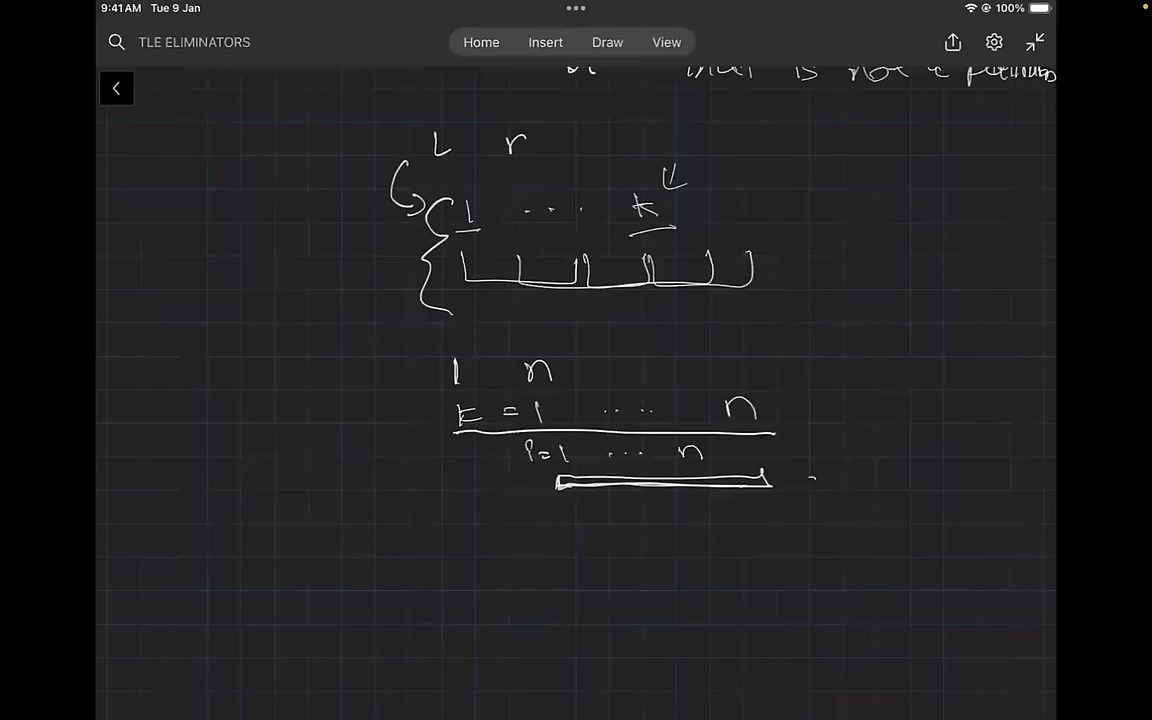 9:41 AM Tue 9 Jan
100%
TLE ELIMINATORS
Home Insert Draw View
is not a
L r
1 ... k
1 n
k = 1 .... n
i = 1 ... n